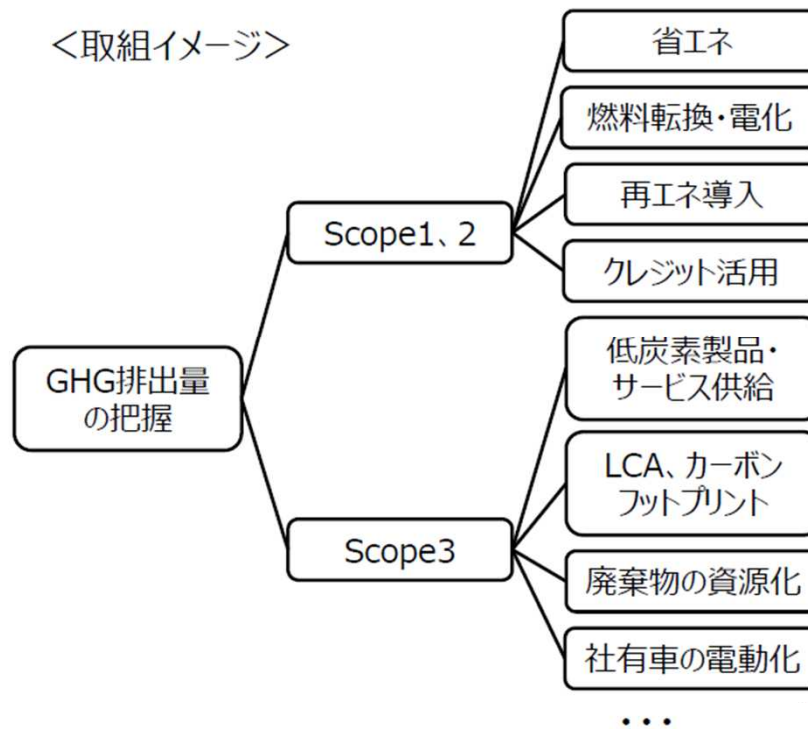 <取組イメージ>
省エネ
燃料転換・電化
再エネ導入
Scope1、2
クレジット活用
GHG排出量
の把握
低炭素製品・
サービス供給
LCA、カーボン
フットプリント
Scope3
廃棄物の資源化
社有車の電動化
・・・